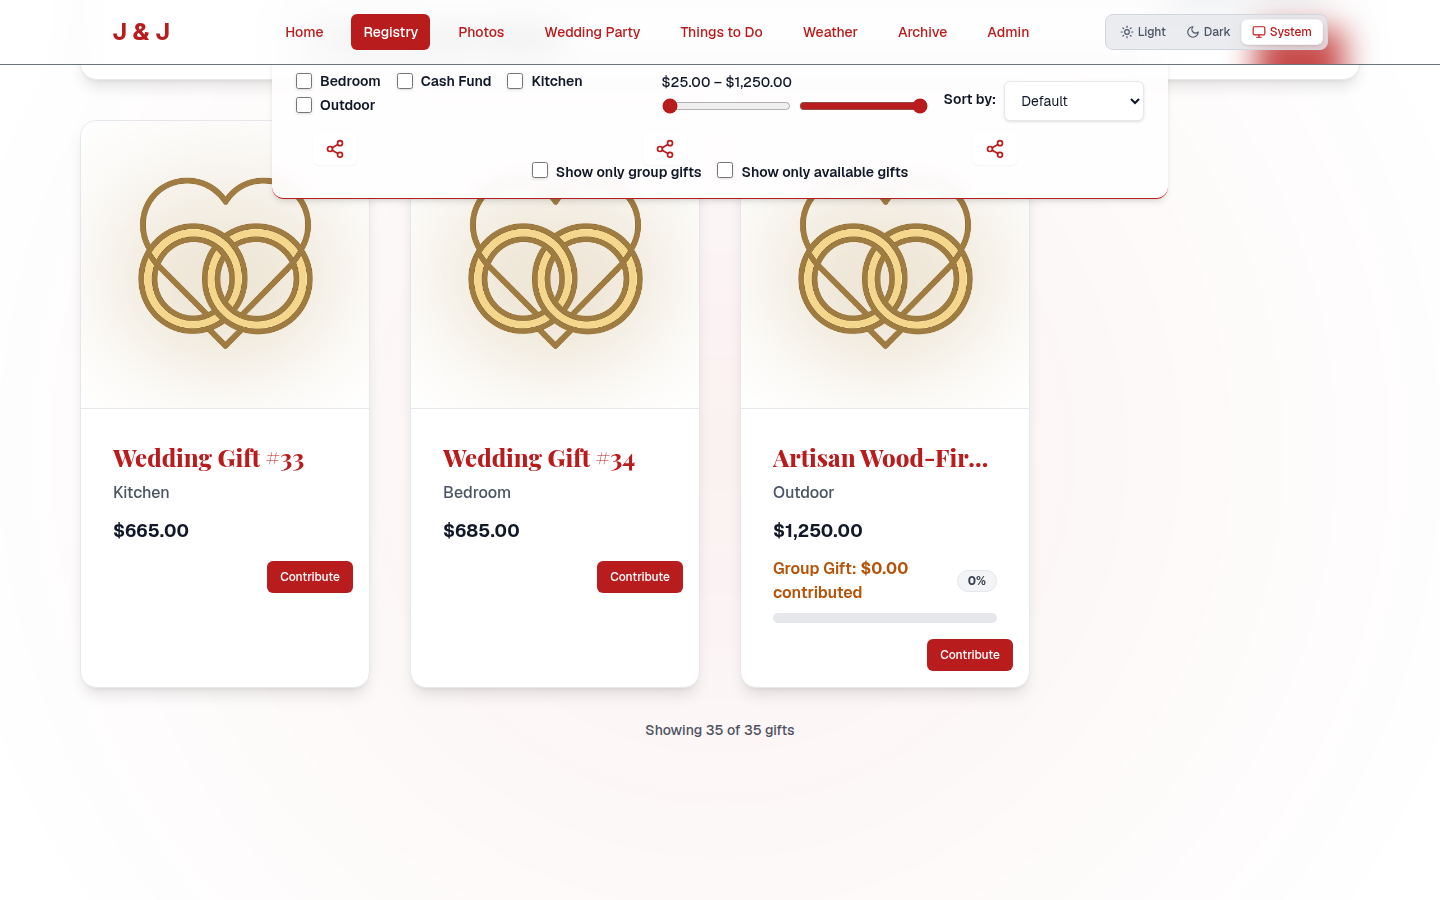 J & J
Home
Registry
Photos
Wedding Party
Things to Do
Weather
Archive
Admin
Light
Dark
System
Bedroom
Cash Fund
Kitchen
Outdoor
$25.00 – $1,250.00
Sort by:
Default
Show only group gifts
Show only available gifts
Wedding Gift #33
Kitchen
$665.00
Contribute
Wedding Gift #34
Bedroom
$685.00
Contribute
Artisan Wood-Fir...
Outdoor
$1,250.00
Group Gift: $0.00
contributed
0%
Contribute
Showing 35 of 35 gifts